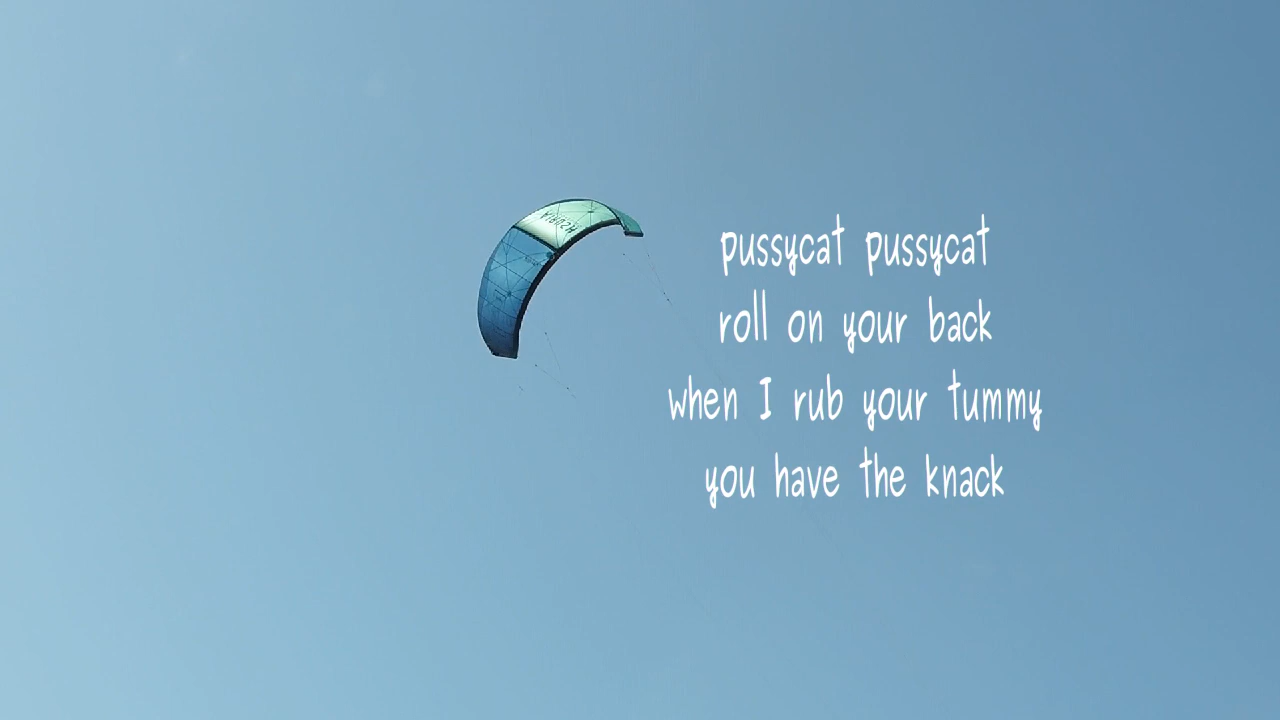 pussycat pussycat
roll on your back
when I rub your tummy
you have the knack